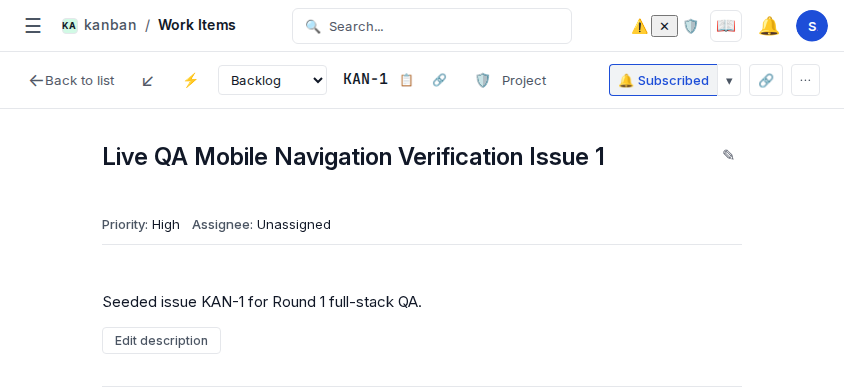 ☰ KA kanban / Work Items 🔍 Search... ⚠️ ✕ 🛡️ 📖 🔔 S
←Back to list ↙ ⚡ Backlog KAN-1 📋 🔗 🛡️ Project 🔔 Subscribed ▾ 🔗 ...
Live QA Mobile Navigation Verification Issue 1 ✎
Priority: High Assignee: Unassigned
Seeded issue KAN-1 for Round 1 full-stack QA.
Edit description